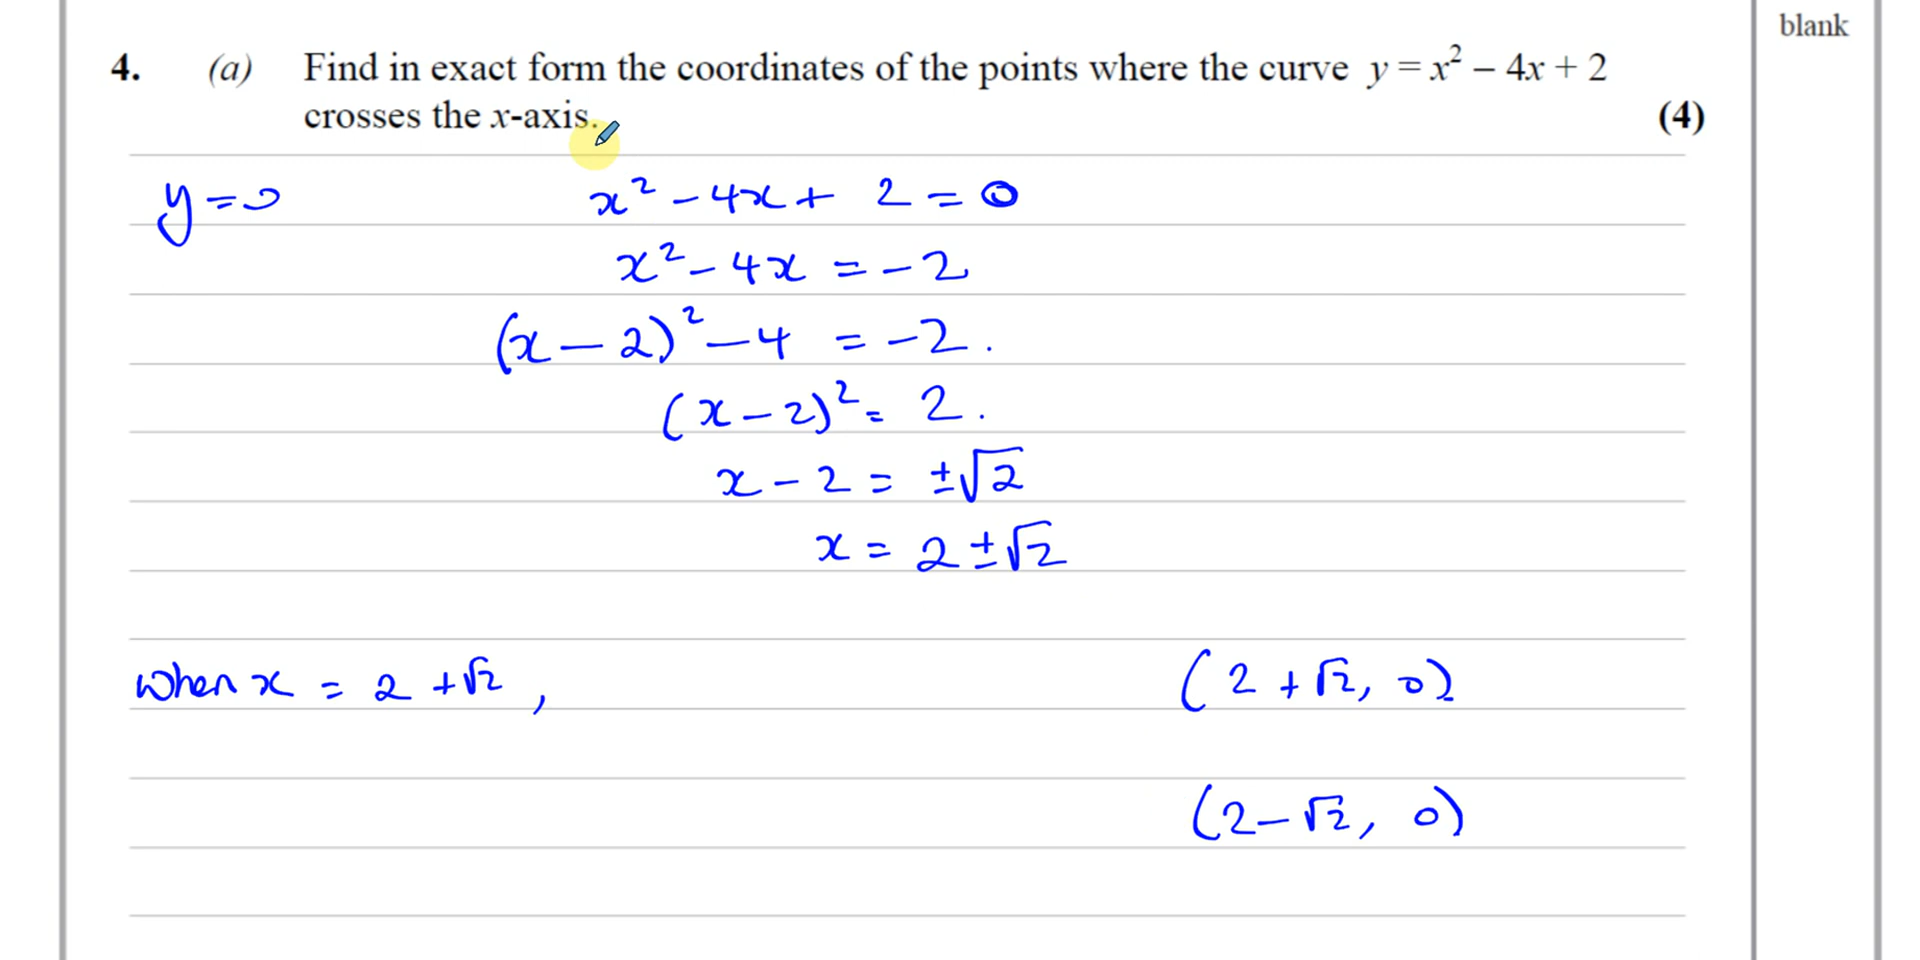 blank
4. (a) Find in exact form the coordinates of the points where the curve y = x² – 4x + 2
crosses the x-axis.
(4)
y = 0 x² - 4x + 2 = 0
x² - 4x = -2
(x - 2)² - 4 = -2.
(x - 2)² = 2.
x - 2 = ±√2
x = 2 ± √2
when x = 2 + √2 , (2 + √2, 0)
(2 - √2, 0)